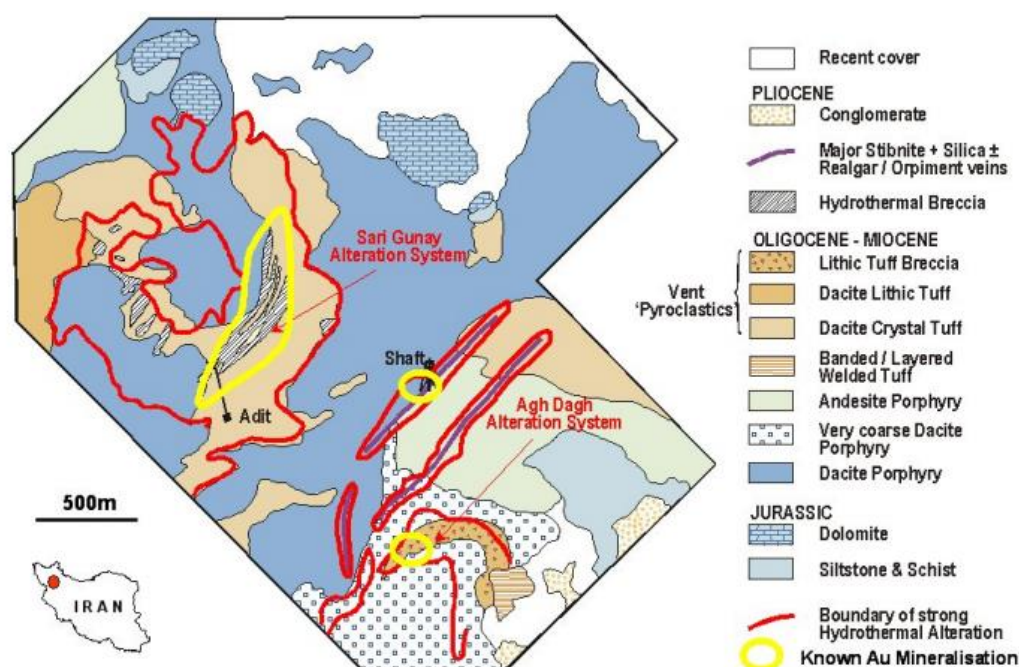 Sari Gunay
Alteration System
Shaft
Adit
Agh Dagh
Alteration System
500m
IRAN
Recent cover
PLIOCENE
Conglomerate
Major Stibnite + Silica ±
Realgar / Orpiment veins
Hydrothermal Breccia
OLIGOCENE - MIOCENE
Lithic Tuff Breccia
Vent
'Pyroclastics'
Dacite Lithic Tuff
Dacite Crystal Tuff
Banded / Layered
Welded Tuff
Andesite Porphyry
Very coarse Dacite
Porphyry
Dacite Porphyry
JURASSIC
Dolomite
Siltstone & Schist
Boundary of strong
Hydrothermal Alteration
Known Au Mineralisation